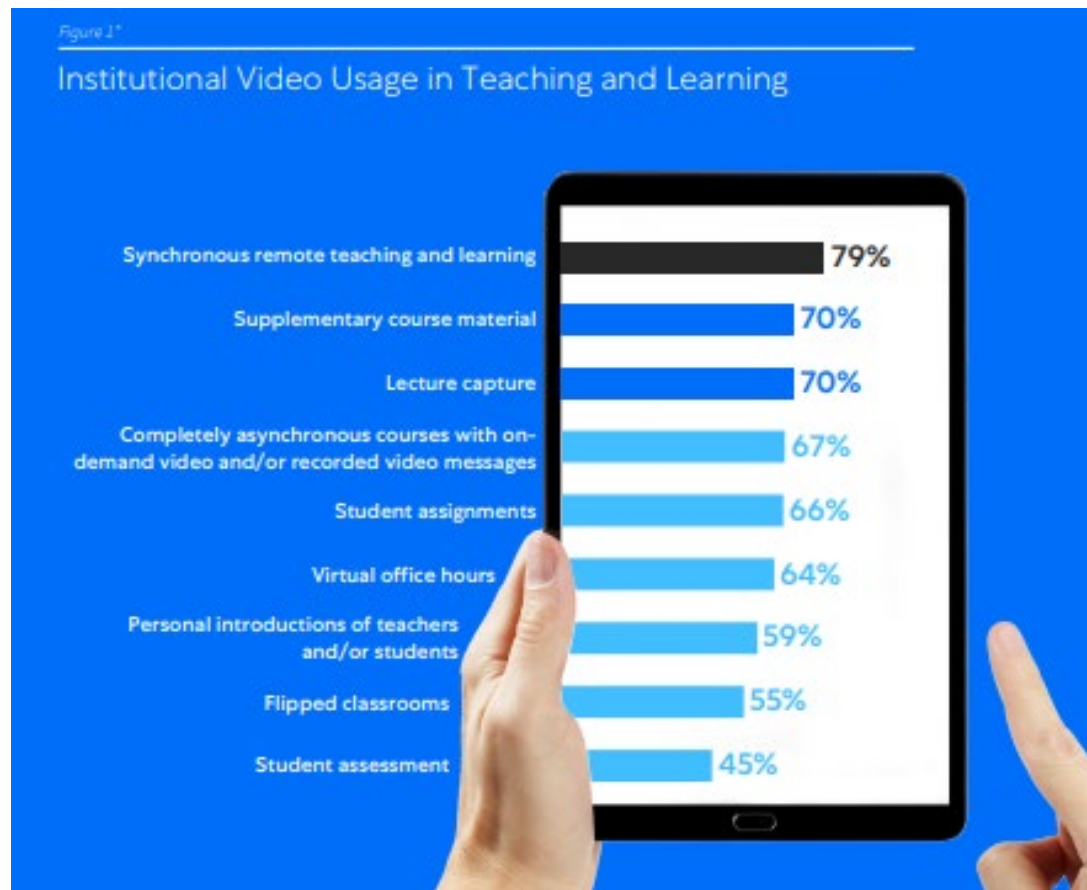 Figure 1*
Institutional Video Usage in Teaching and Learning
Synchronous remote teaching and learning 79%
Supplementary course material 70%
Lecture capture 70%
Completely asynchronous courses with on-
demand video and/or recorded video messages 67%
Student assignments 66%
Virtual office hours 64%
Personal introductions of teachers
and/or students 59%
Flipped classrooms 55%
Student assessment 45%